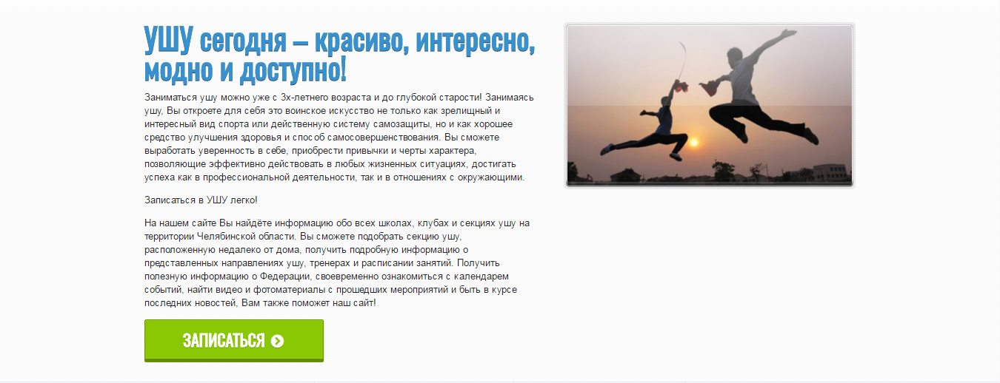 УШУ сегодня – красиво, интересно,
модно и доступно!
Заниматься ушу можно уже с 3х-летнего возраста и до глубокой старости! Занимаясь
ушу, Вы откроете для себя это воинское искусство не только как зрелищный и
интересный вид спорта или действенную систему самозащиты, но и как хорошее
средство улучшения здоровья и способ самосовершенствования. Вы сможете
выработать уверенность в себе, приобрести привычки и черты характера,
позволяющие эффективно действовать в любых жизненных ситуациях, достигать
успеха как в профессиональной деятельности, так и в отношениях с окружающими.
Записаться в УШУ легко!
На нашем сайте Вы найдёте информацию обо всех школах, клубах и секциях ушу на
территории Челябинской области. Вы сможете подобрать секцию ушу,
расположенную недалеко от дома, получить подробную информацию о
представленных направлениях ушу, тренерах и расписании занятий. Получить
полезную информацию о Федерации, своевременно ознакомиться с календарем
событий, найти видео и фотоматериалы с прошедших мероприятий и быть в курсе
последних новостей, Вам также поможет наш сайт!
ЗАПИСАТЬСЯ